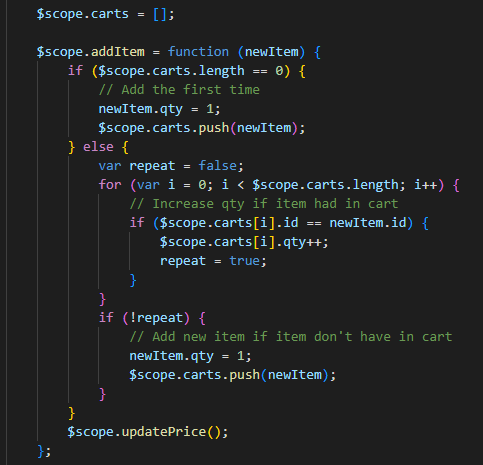 $scope.carts = [];
$scope.addItem = function (newItem) {
if ($scope.carts.length == 0) {
// Add the first time
newItem.qty = 1;
$scope.carts.push(newItem);
} else {
var repeat = false;
for (var i = 0; i < $scope.carts.length; i++) {
// Increase qty if item had in cart
if ($scope.carts[i].id == newItem.id) {
$scope.carts[i].qty++;
repeat = true;
}
}
if (!repeat) {
// Add new item if item don't have in cart
newItem.qty = 1;
$scope.carts.push(newItem);
}
}
$scope.updatePrice();
};